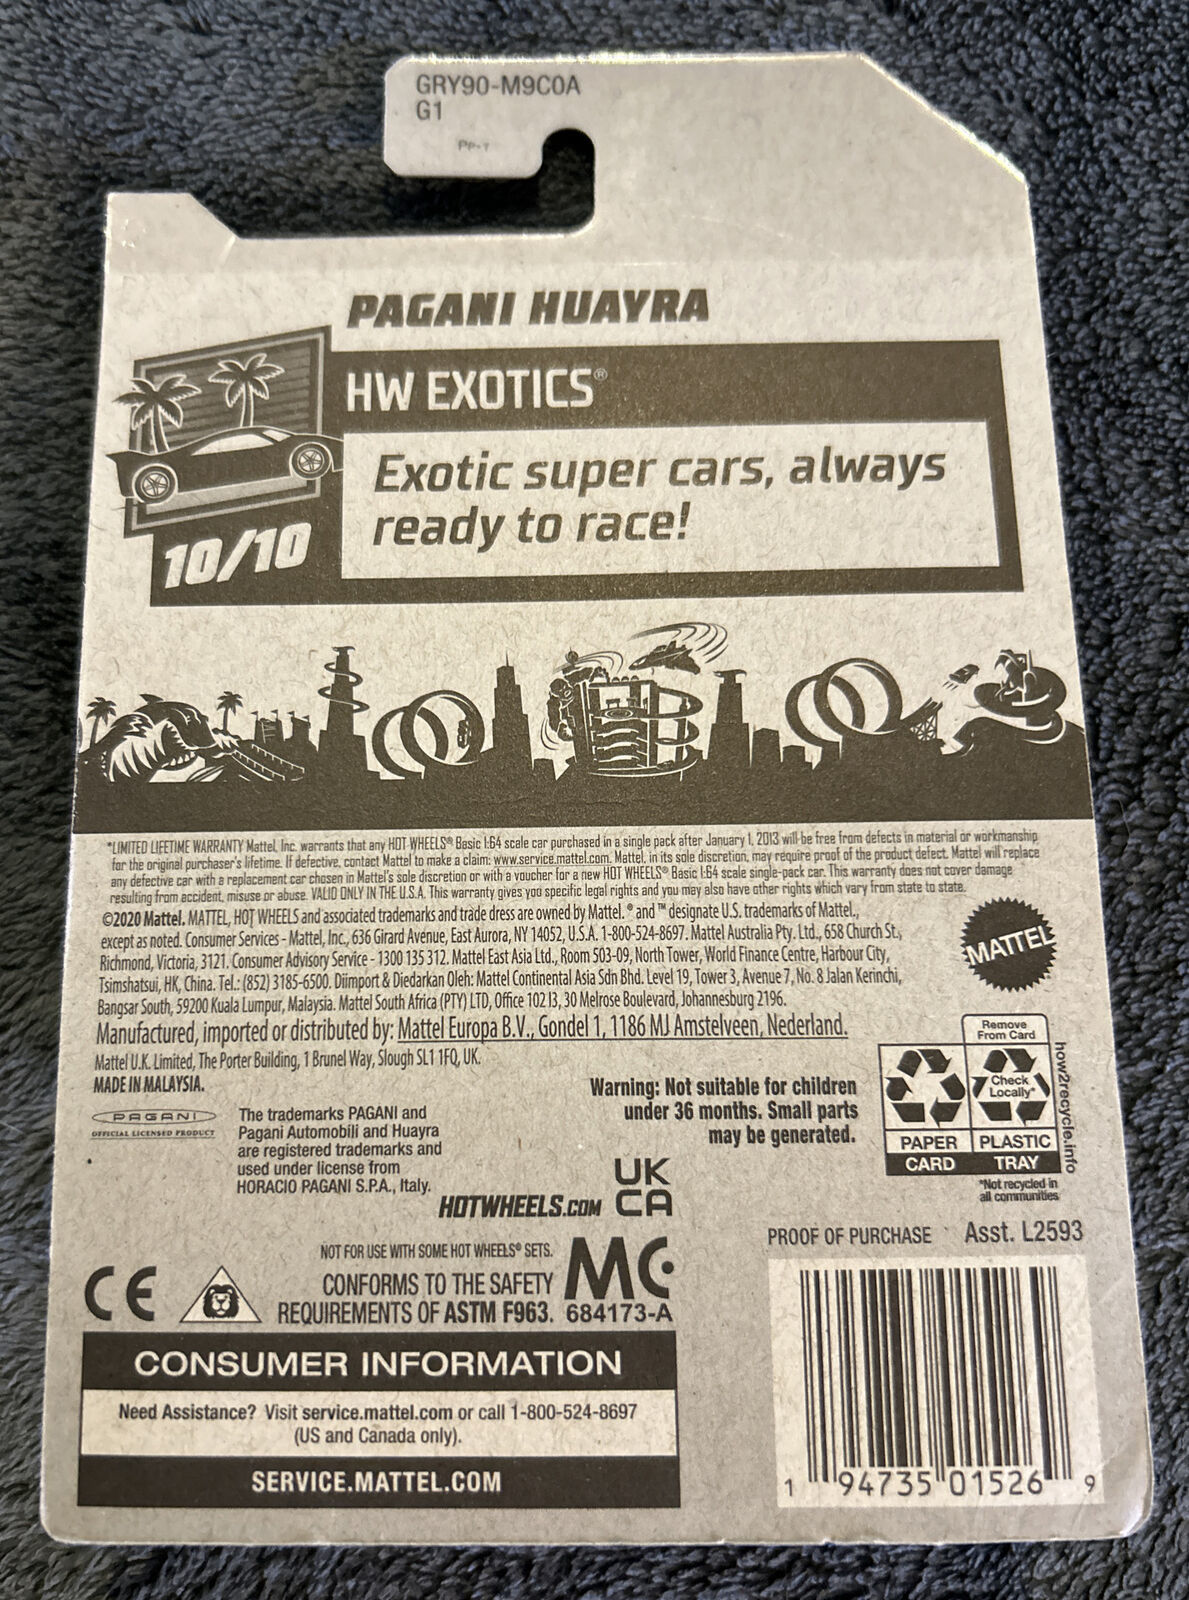 GRY90-M9C0A
G1
PAGANI HUAYRA
HW EXOTICS®
Exotic super cars, always
ready to race!
10/10
*LIMITED LIFETIME WARRANTY Mattel, Inc. warrants that any HOT WHEELS® Basic 1:64 scale car purchased in a single pack after January 1, 2013 will be free from defects in material or workmanship
for the original purchaser's lifetime. If defective, contact Mattel to make a claim: www.service.mattel.com. Mattel, in its sole discretion, may require proof of the product defect. Mattel will replace
any defective car with a replacement car chosen in Mattel's sole discretion or with a voucher for a new HOT WHEELS® Basic 1:64 scale single-pack car. This warranty does not cover damage
resulting from accident, misuse or abuse. VALID ONLY IN THE U.S.A. This warranty gives you specific legal rights and you may also have other rights which vary from state to state.
©2020 Mattel. MATTEL, HOT WHEELS and associated trademarks and trade dress are owned by Mattel. ® and ™ designate U.S. trademarks of Mattel.,
except as noted. Consumer Services - Mattel, Inc., 636 Girard Avenue, East Aurora, NY 14052, U.S.A. 1-800-524-8697. Mattel Australia Pty. Ltd., 658 Church St.,
Richmond, Victoria, 3121. Consumer Advisory Service - 1300 135 312. Mattel East Asia Ltd., Room 503-09, North Tower, World Finance Centre, Harbour City,
Tsimshatsui, HK, China. Tel.: (852) 3185-6500. Diimport & Diedarkan Oleh: Mattel Continental Asia Sdn Bhd. Level 19, Tower 3, Avenue 7, No. 8 Jalan Kerinchi,
Bangsar South, 59200 Kuala Lumpur, Malaysia. Mattel South Africa (PTY) LTD, Office 102 I3, 30 Melrose Boulevard, Johannesburg 2196.
MATTEL
Manufactured, imported or distributed by: Mattel Europa B.V., Gondel 1, 1186 MJ Amstelveen, Nederland.
Mattel U.K. Limited, The Porter Building, 1 Brunel Way, Slough SL1 1FQ, UK.
MADE IN MALAYSIA.
PAGANI
OFFICIAL LICENSED PRODUCT
The trademarks PAGANI and
Pagani Automobili and Huayra
are registered trademarks and
used under license from
HORACIO PAGANI S.P.A., Italy.
Warning: Not suitable for children
under 36 months. Small parts
may be generated.
Remove
From Card
Check
Locally*
PAPER
CARD
PLASTIC
TRAY
how2recycle.info
*Not recycled in
all communities
HOTWHEELS.COM
UK
CA
PROOF OF PURCHASE
Asst. L2593
NOT FOR USE WITH SOME HOT WHEELS® SETS.
CE
CONFORMS TO THE SAFETY
REQUIREMENTS OF ASTM F963.
MC
684173-A
CONSUMER INFORMATION
Need Assistance? Visit service.mattel.com or call 1-800-524-8697
(US and Canada only).
SERVICE.MATTEL.COM
1 94735 01526 9